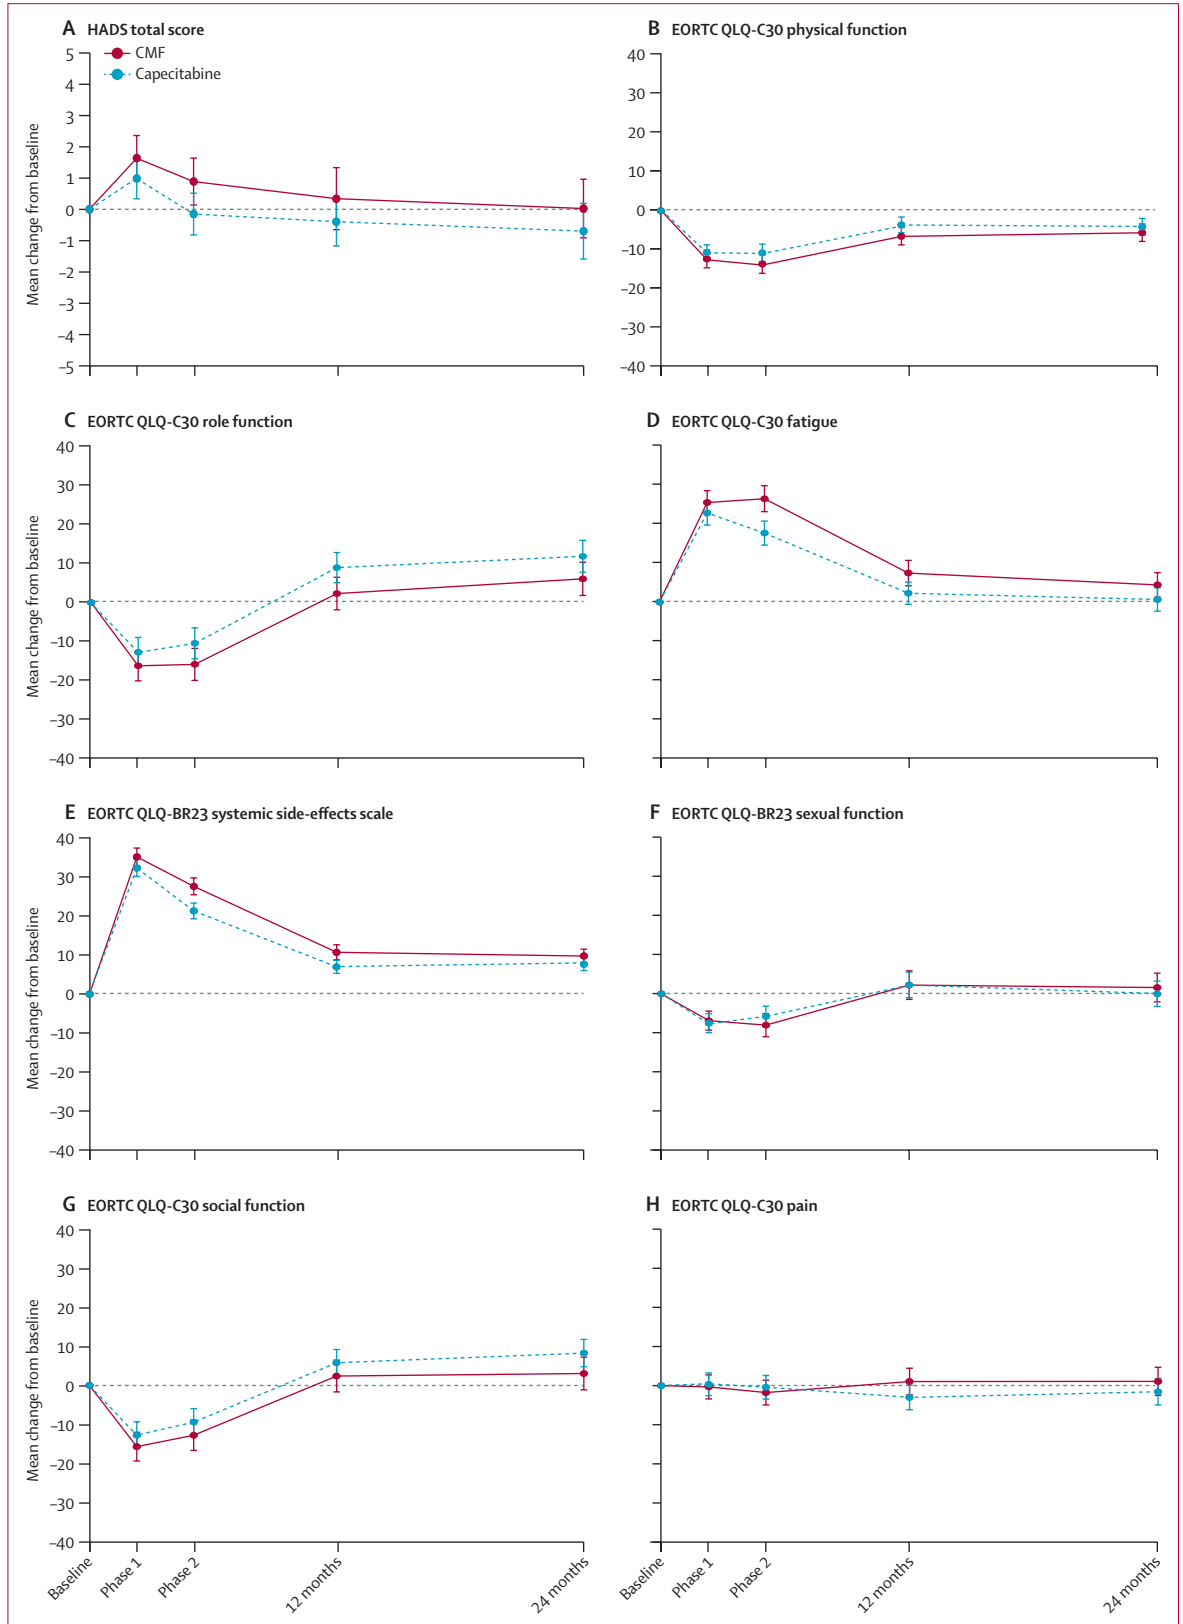 A HADS total score
CMF
Capecitabine
Mean change from baseline
5
4
3
2
1
0
–1
–2
–3
–4
–5
B EORTC QLQ-C30 physical function
40
30
20
10
0
–10
–20
–30
–40
C EORTC QLQ-C30 role function
Mean change from baseline
40
30
20
10
0
–10
–20
–30
–40
D EORTC QLQ-C30 fatigue
E EORTC QLQ-BR23 systemic side-effects scale
Mean change from baseline
40
30
20
10
0
–10
–20
–30
–40
F EORTC QLQ-BR23 sexual function
G EORTC QLQ-C30 social function
Mean change from baseline
40
30
20
10
0
–10
–20
–30
–40
Baseline
Phase 1
Phase 2
12 months
24 months
H EORTC QLQ-C30 pain
Baseline
Phase 1
Phase 2
12 months
24 months